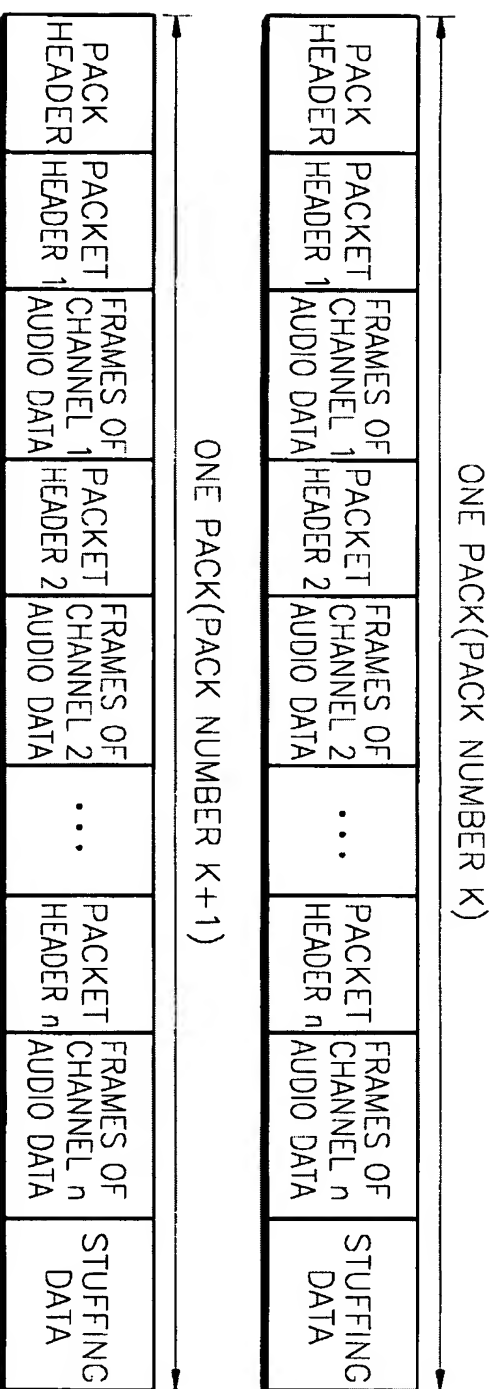 ONE PACK(PACK NUMBER K)
PACK
HEADER
PACKET
HEADER 1
FRAMES OF
CHANNEL 1
AUDIO DATA
PACKET
HEADER 2
FRAMES OF
CHANNEL 2
AUDIO DATA
...
PACKET
HEADER n
FRAMES OF
CHANNEL n
AUDIO DATA
STUFFING
DATA
ONE PACK(PACK NUMBER K+1)
PACK
HEADER
PACKET
HEADER 1
FRAMES OF
CHANNEL 1
AUDIO DATA
PACKET
HEADER 2
FRAMES OF
CHANNEL 2
AUDIO DATA
...
PACKET
HEADER n
FRAMES OF
CHANNEL n
AUDIO DATA
STUFFING
DATA